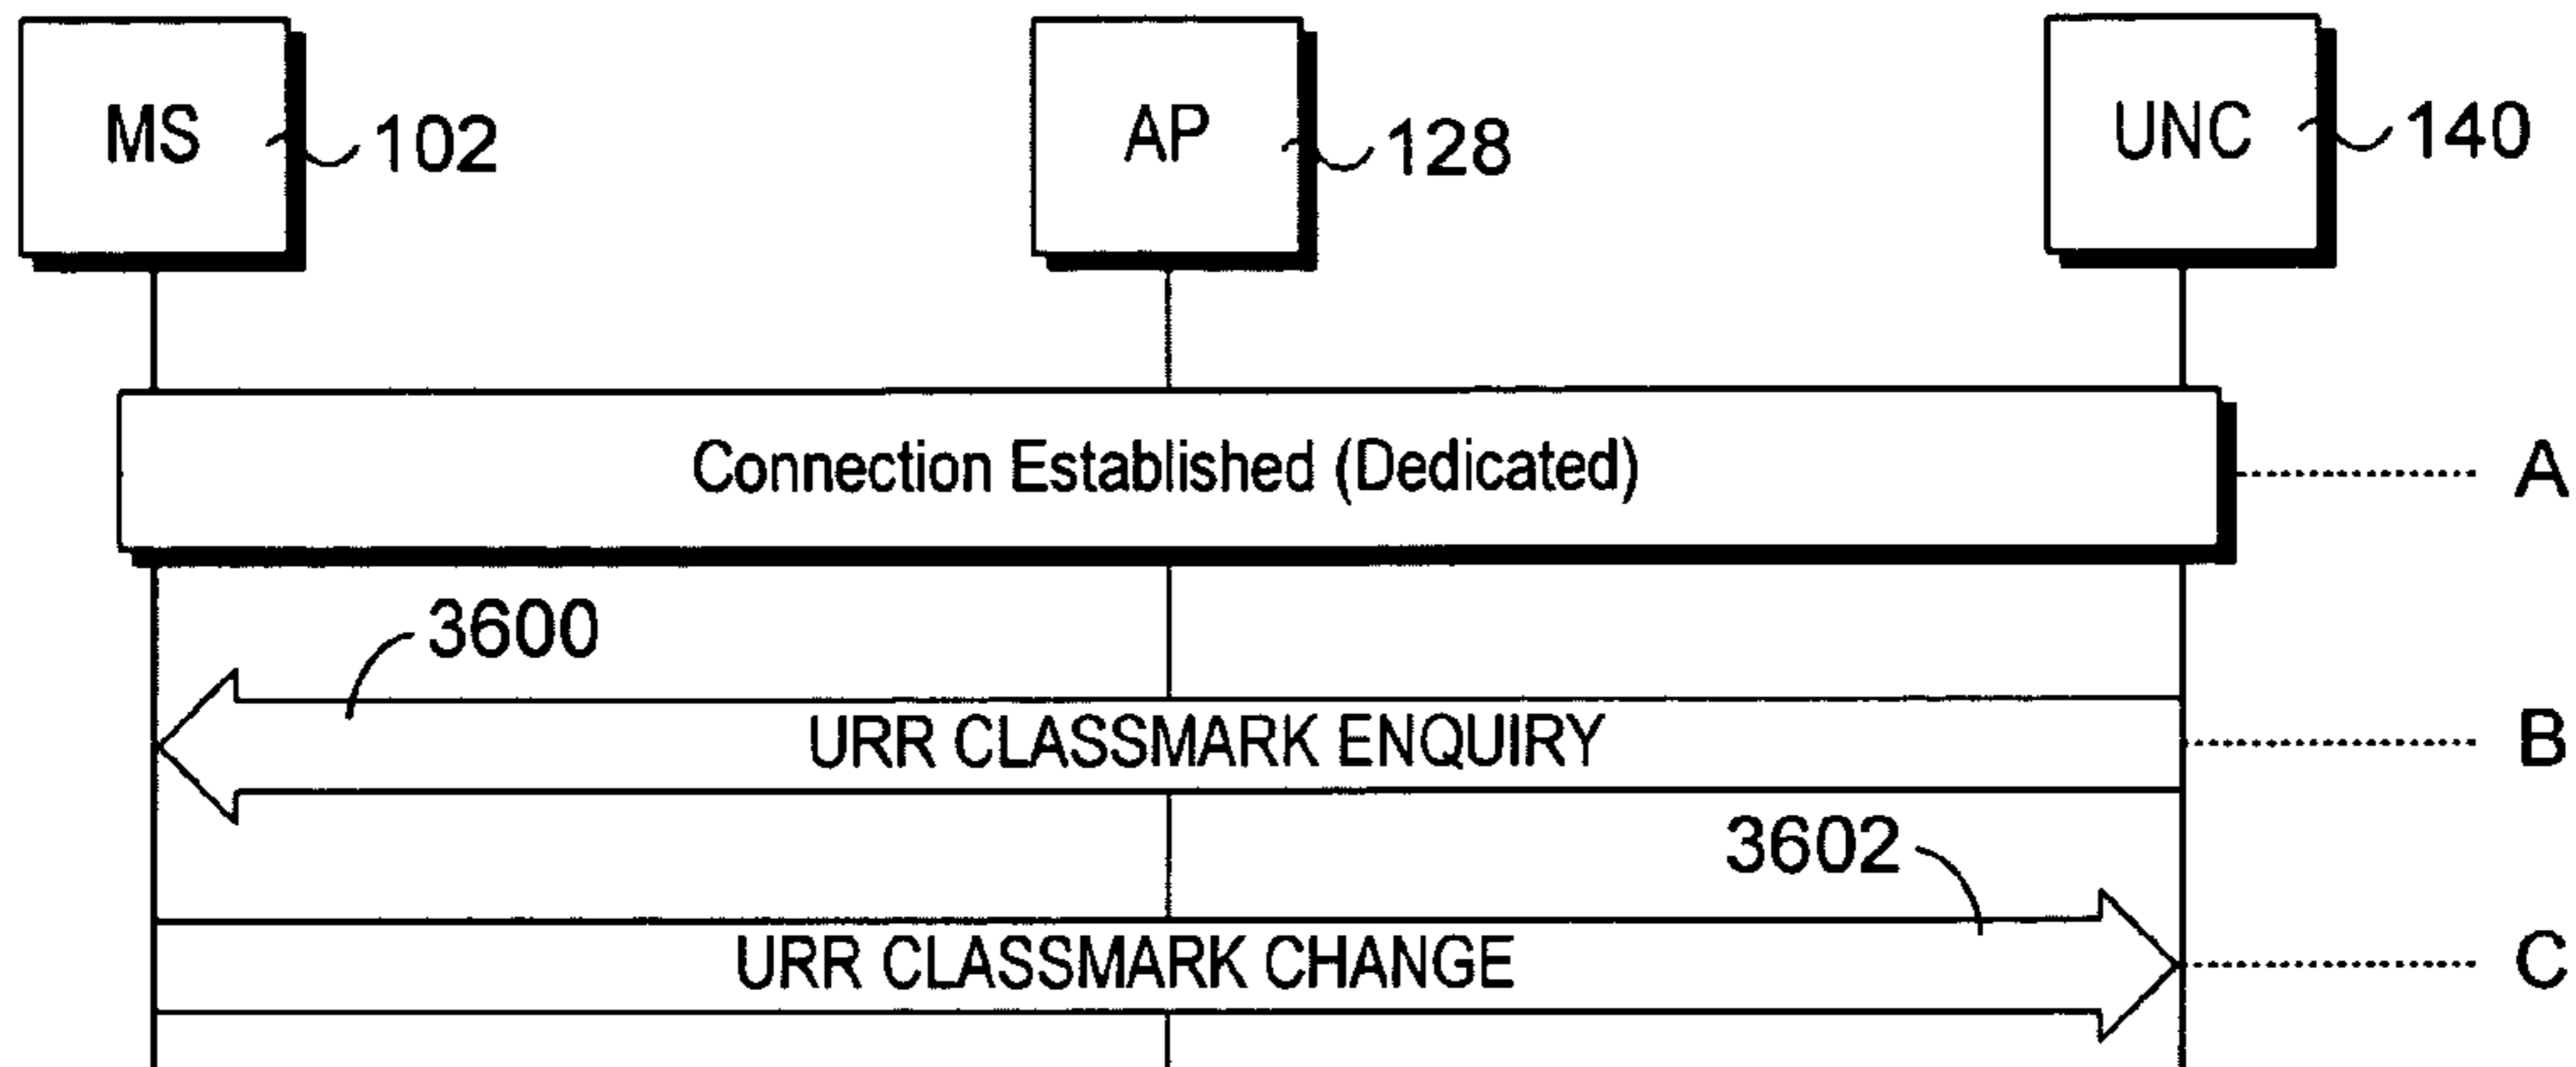 MS 102 AP 128 UNC 140
Connection Established (Dedicated) A
3600
URR CLASSMARK ENQUIRY B
3602
URR CLASSMARK CHANGE C